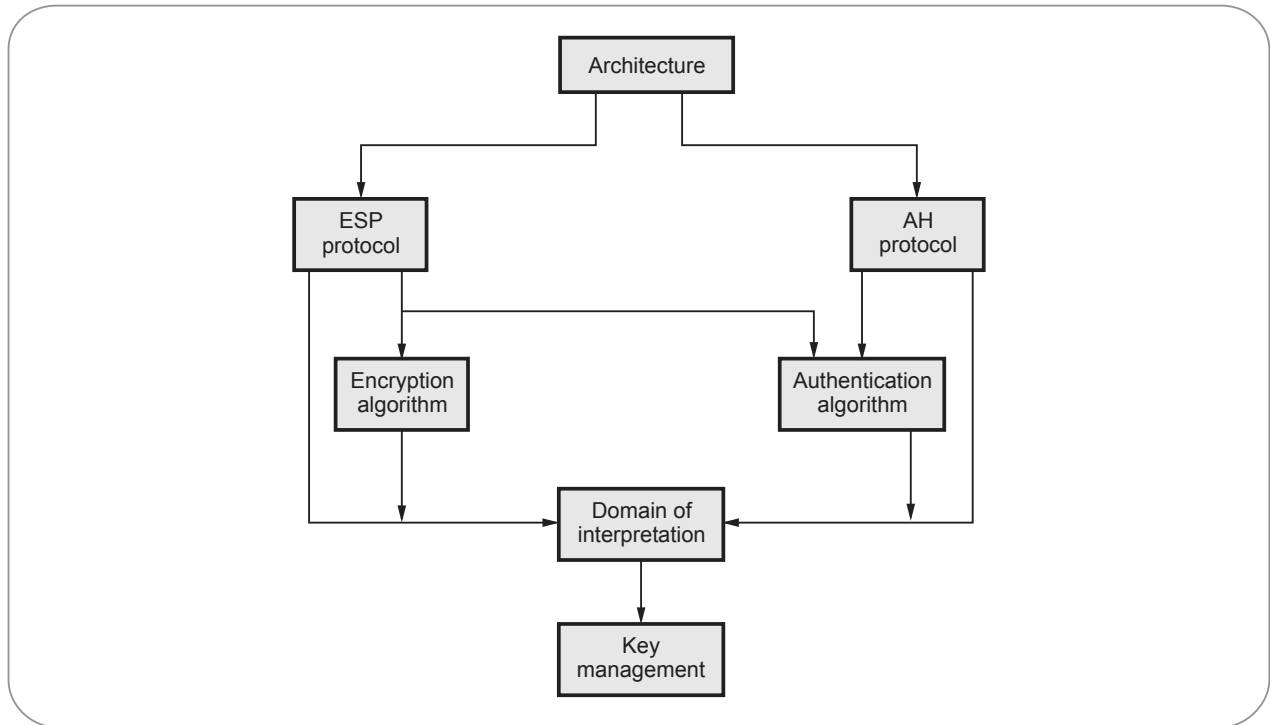 Architecture
ESP
protocol
AH
protocol
Encryption
algorithm
Authentication
algorithm
Domain of
interpretation
Key
management